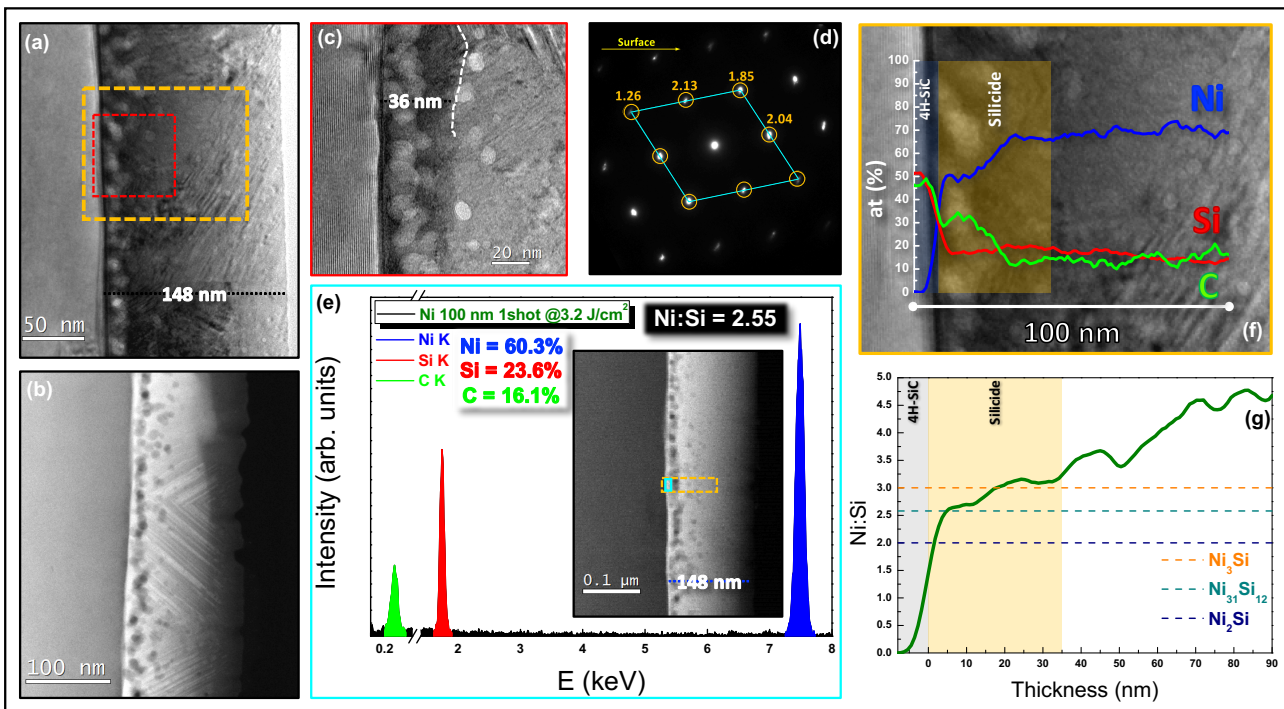 (a)
148 nm
50 nm
(b)
100 nm
(c)
36 nm
20 nm
(d)
Surface
1.26
2.13
1.85
2.04
(e)
Ni 100 nm 1shot @3.2 J/cm²
Ni:Si = 2.55
Ni K
Si K
C K
Ni = 60.3%
Si = 23.6%
C = 16.1%
0.1 µm
148 nm
Intensity (arb. units)
0.2 2 3 4 5 6 7 8
E (keV)
(f)
4H-SiC
Silicide
Ni
Si
C
at (%)
100
90
80
70
60
50
40
30
20
10
0
100 nm
(g)
4H-SiC
Silicide
Ni:Si
5.0
4.5
4.0
3.5
3.0
2.5
2.0
1.5
1.0
0.5
0.0
Ni₃Si
Ni₃₁Si₁₂
Ni₂Si
0 10 20 30 40 50 60 70 80 90
Thickness (nm)